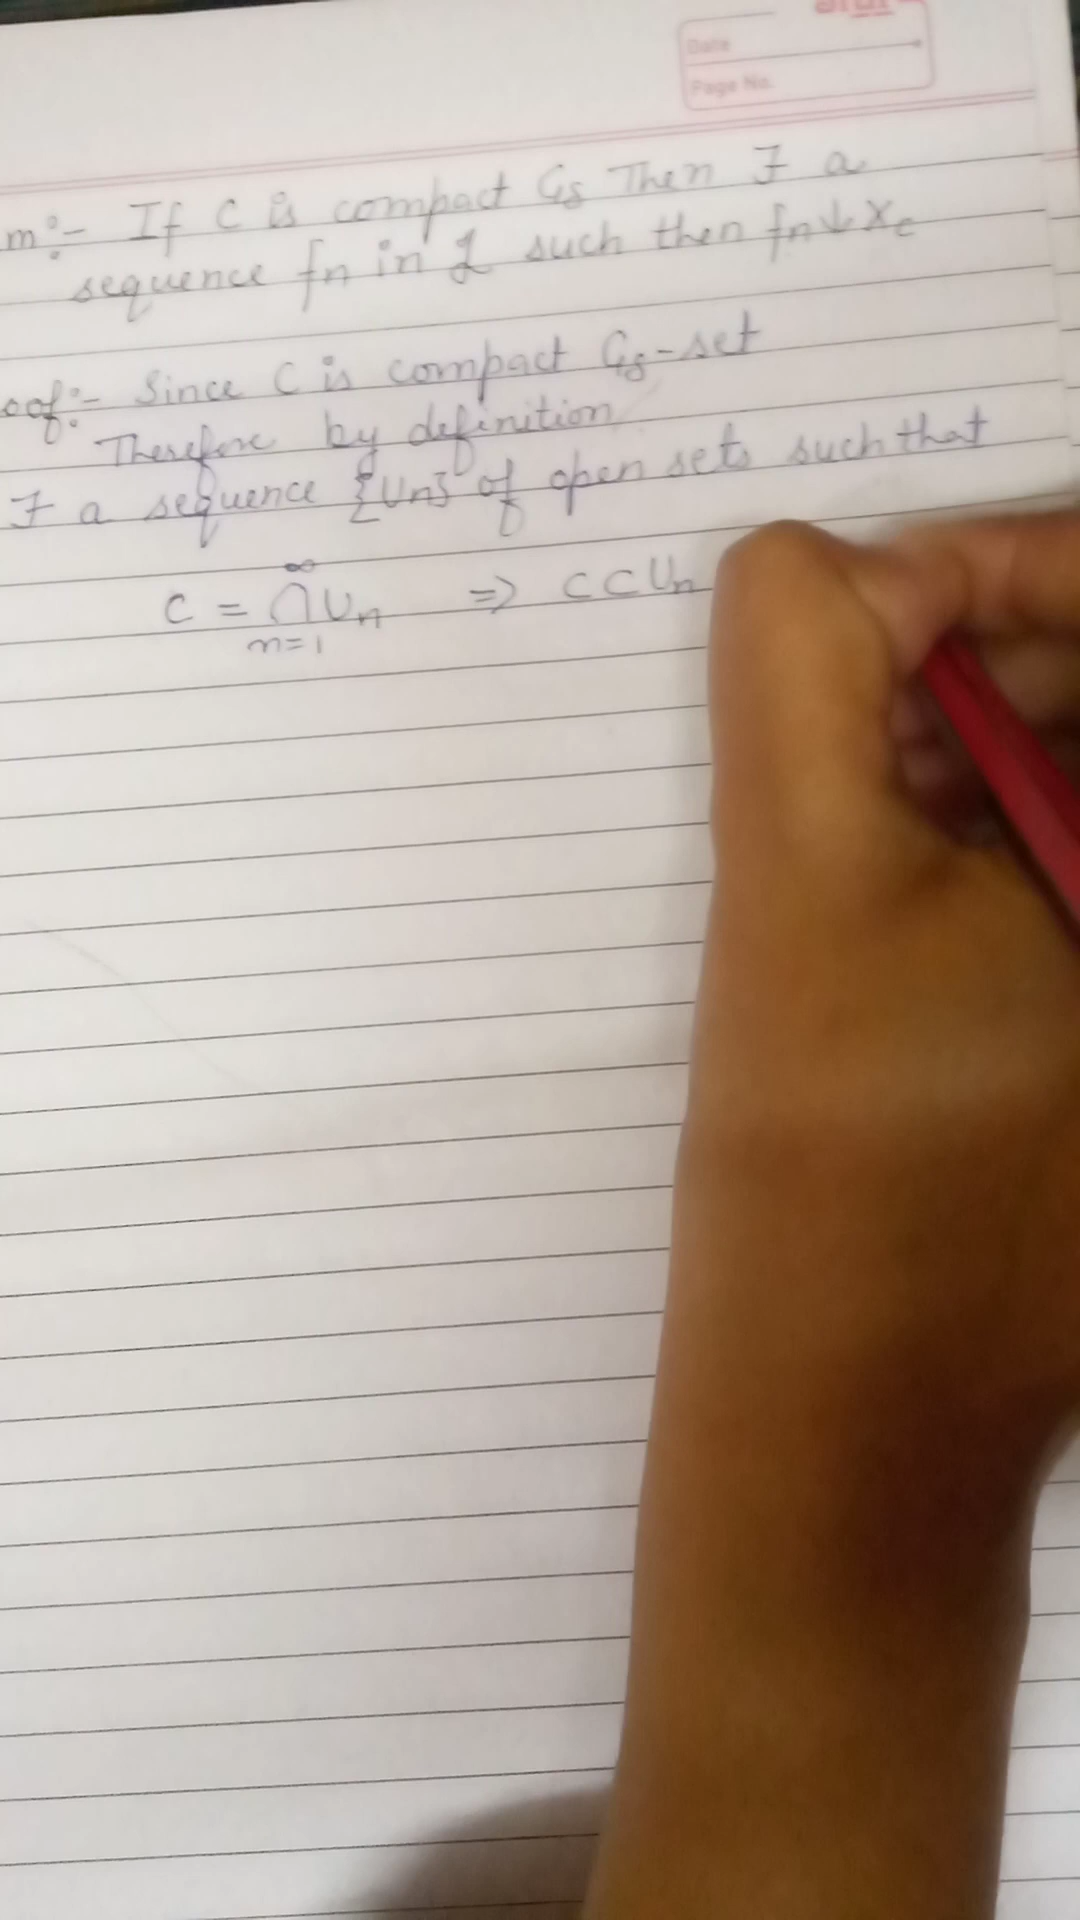 Date
Page No.
m:- If C is compact Gδ Then ∃ a
sequence fn in L such then fn ↓ Xc
oof:- Since C is compact Gδ-set
Therefore by definition
∃ a sequence {Un} of open sets such that
C = ∞∩n=1 Un ⇒ C⊂Un